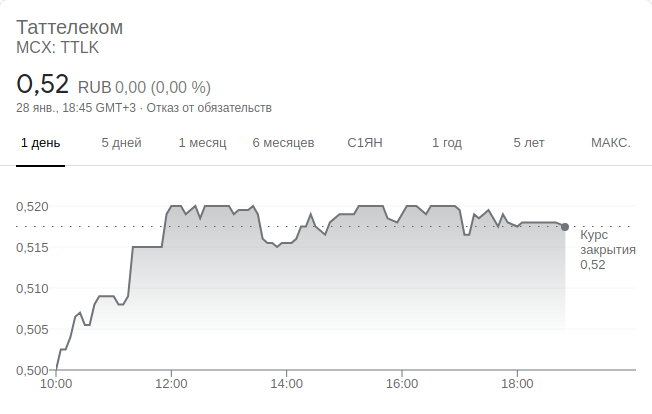 Таттелеком
MCX: TTLK
0,52 RUB 0,00 (0,00 %)
28 янв., 18:45 GMT+3 · Отказ от обязательств
1 день 5 дней 1 месяц 6 месяцев С1ЯН 1 год 5 лет МАКС.
0,520
0,515
0,510
0,505
0,500
Курс
закрытия
0,52
10:00 12:00 14:00 16:00 18:00